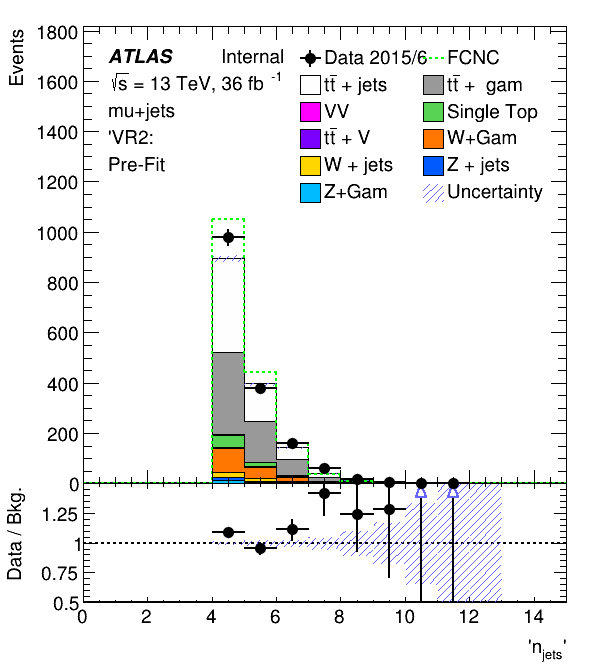 Events
1800
1600
1400
1200
1000
800
600
400
200
0
ATLAS Internal
√s = 13 TeV, 36 fb -1
mu+jets
'VR2:
Pre-Fit
Data 2015/6 FCNC
tt̄ + jets tt̄ + gam
VV Single Top
tt̄ + V W+Gam
W + jets Z + jets
Z+Gam Uncertainty
Data / Bkg.
1.25
1
0.75
0.5
0 2 4 6 8 10 12 14
'n_jets'